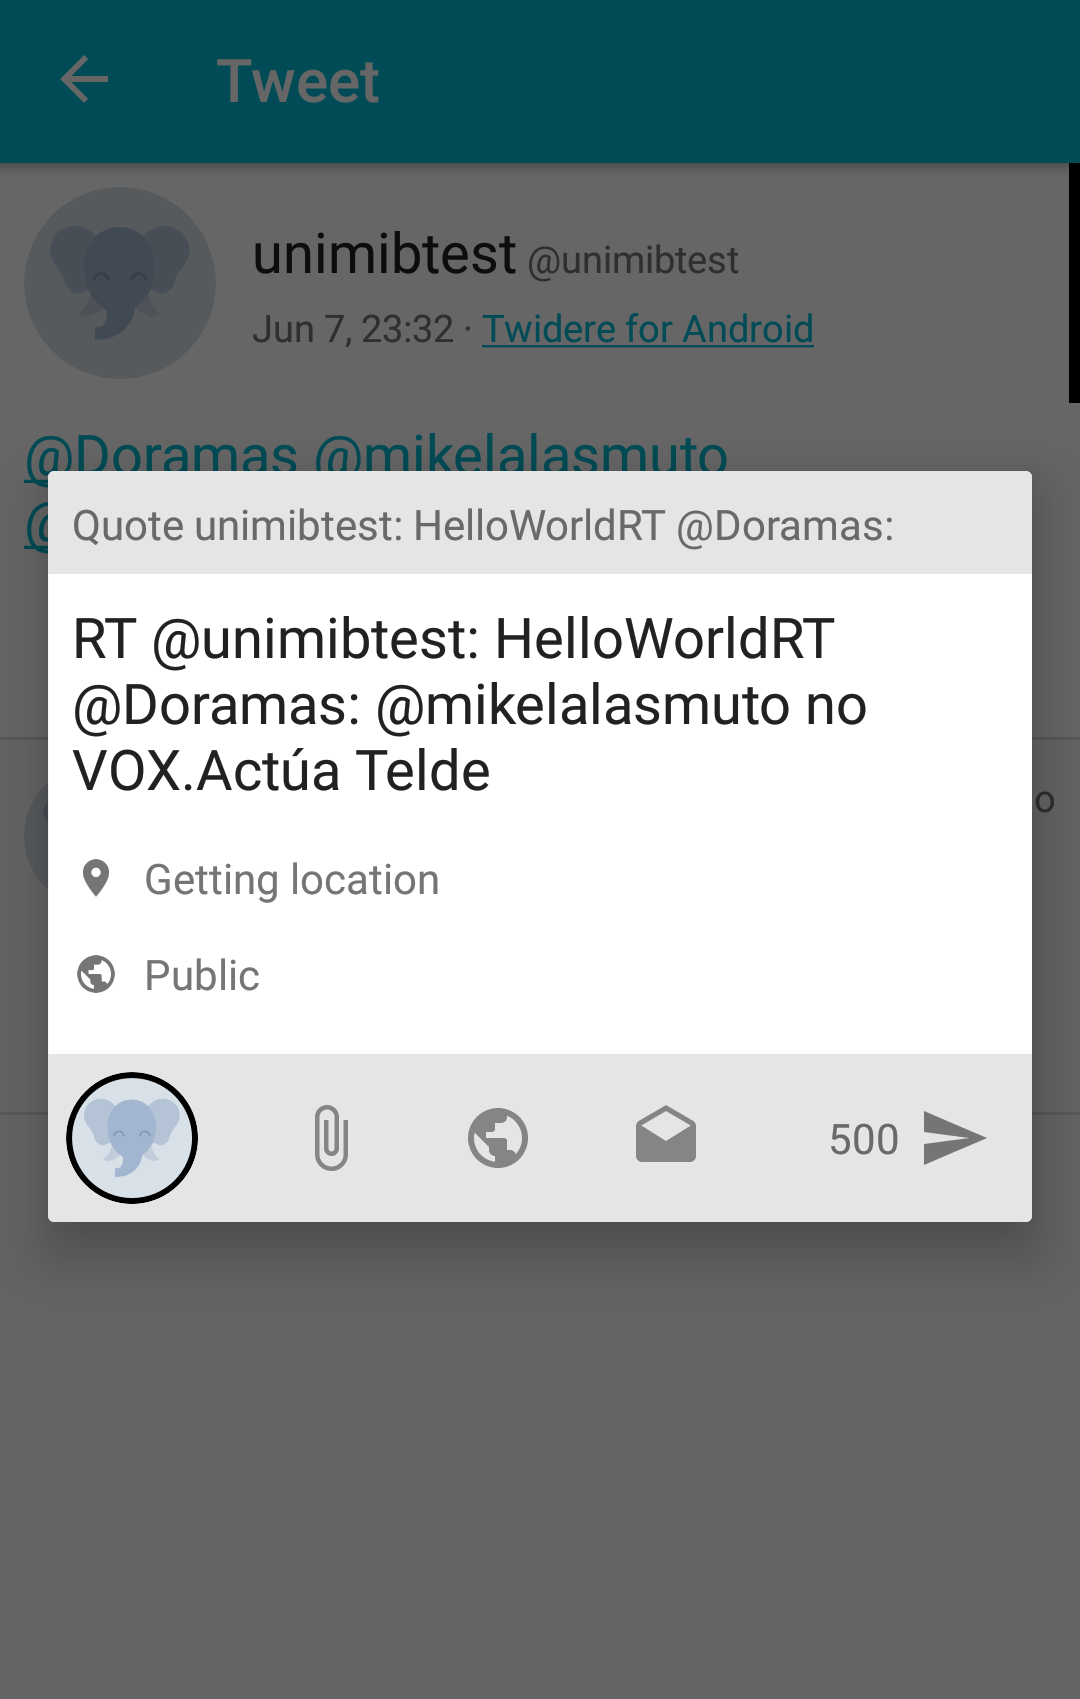 Tweet
unimibtest @unimibtest
Jun 7, 23:32 · Twidere for Android
@Doramas @mikelalasmuto
@
Quote unimibtest: HelloWorldRT @Doramas:
RT @unimibtest: HelloWorldRT
@Doramas: @mikelalasmuto no
VOX.Actúa Telde
o
Getting location
Public
500